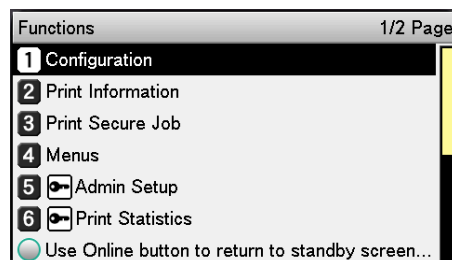 Functions 1/2 Page
1 Configuration
2 Print Information
3 Print Secure Job
4 Menus
5 Admin Setup
6 Print Statistics
Use Online button to return to standby screen...